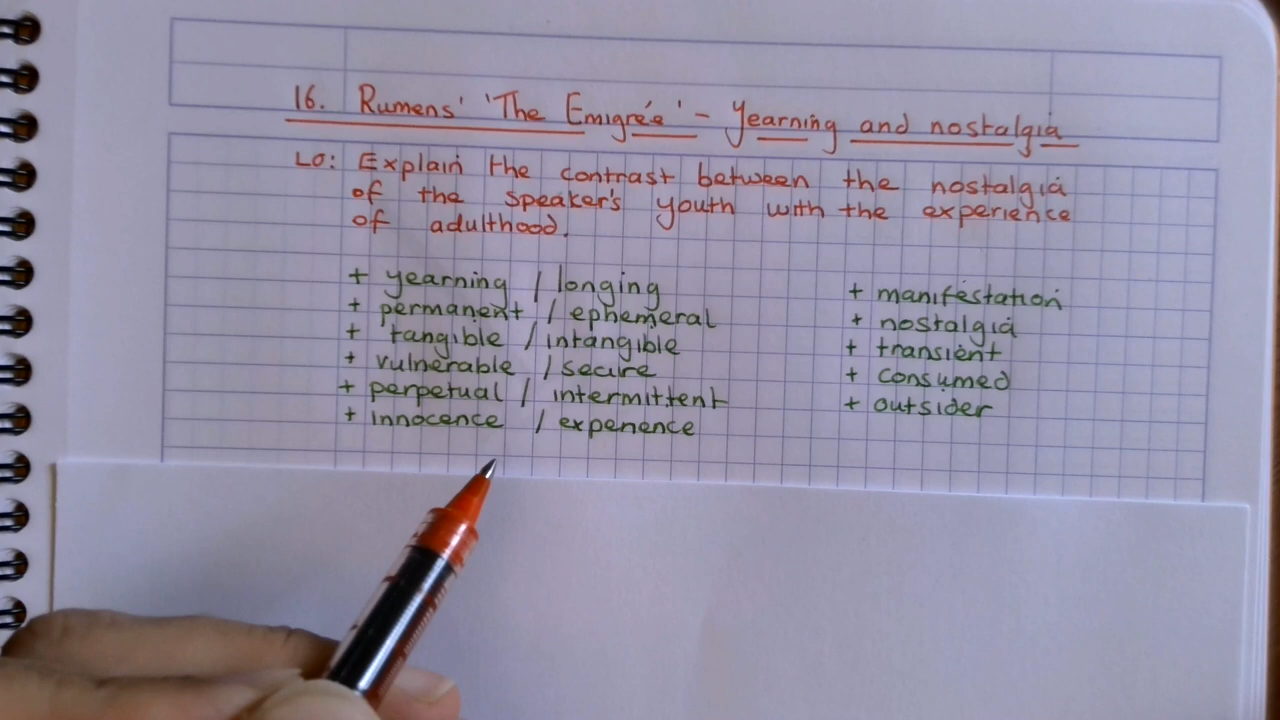 16. Rumens' 'The Emigrée' - Yearning and nostalgia
LO: Explain the contrast between the nostalgia
of the speaker's youth with the experience
of adulthood.
+ yearning / longing
+ permanent / ephemeral
+ tangible / intangible
+ vulnerable / secure
+ perpetual / intermittent
+ innocence / experience
+ manifestation
+ nostalgia
+ transient
+ consumed
+ outsider